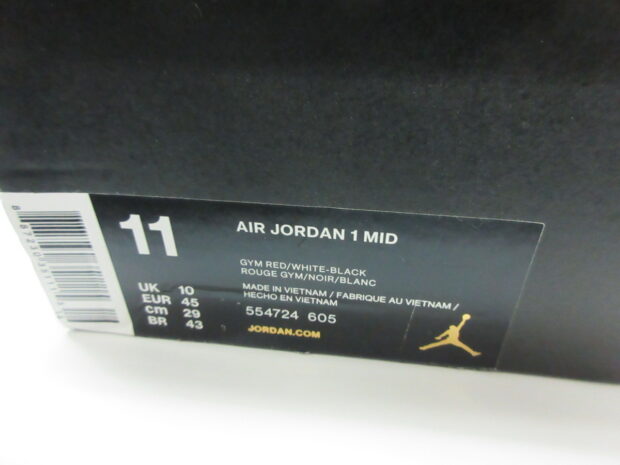 11
AIR JORDAN 1 MID
GYM RED/WHITE-BLACK
ROUGE GYM/NOIR/BLANC
UK 10
EUR 45
cm 29
BR 43
MADE IN VIETNAM / FABRIQUE AU VIETNAM /
HECHO EN VIETNAM
554724 605
JORDAN.COM